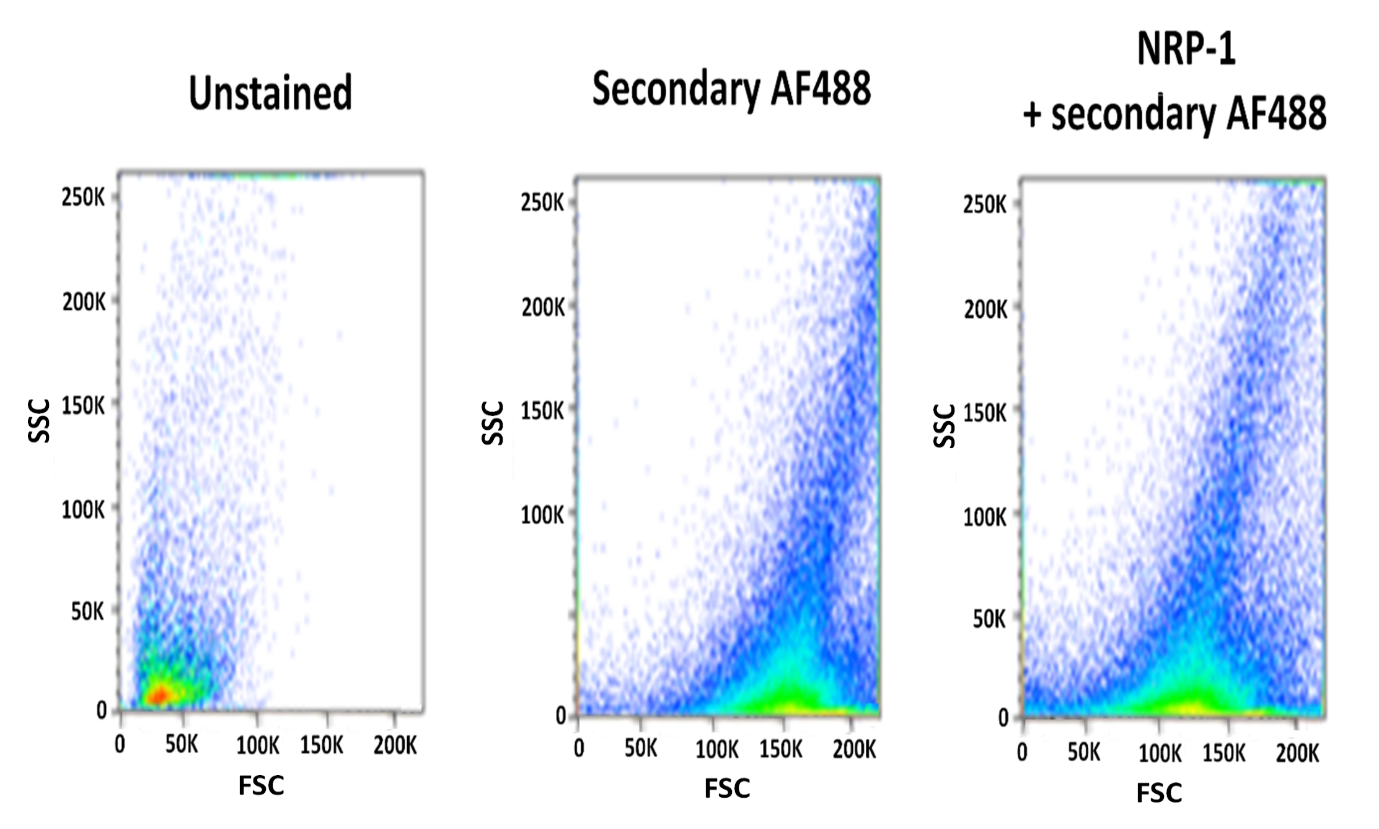 Unstained
Secondary AF488
NRP-1
+ secondary AF488
250K
200K
150K
100K
50K
0
SSC
0 50K 100K 150K 200K
FSC
250K
200K
150K
100K
0
SSC
0 50K 100K 150K 200K
FSC
250K
200K
150K
100K
50K
0
SSC
0 50K 100K 150K 200K
FSC